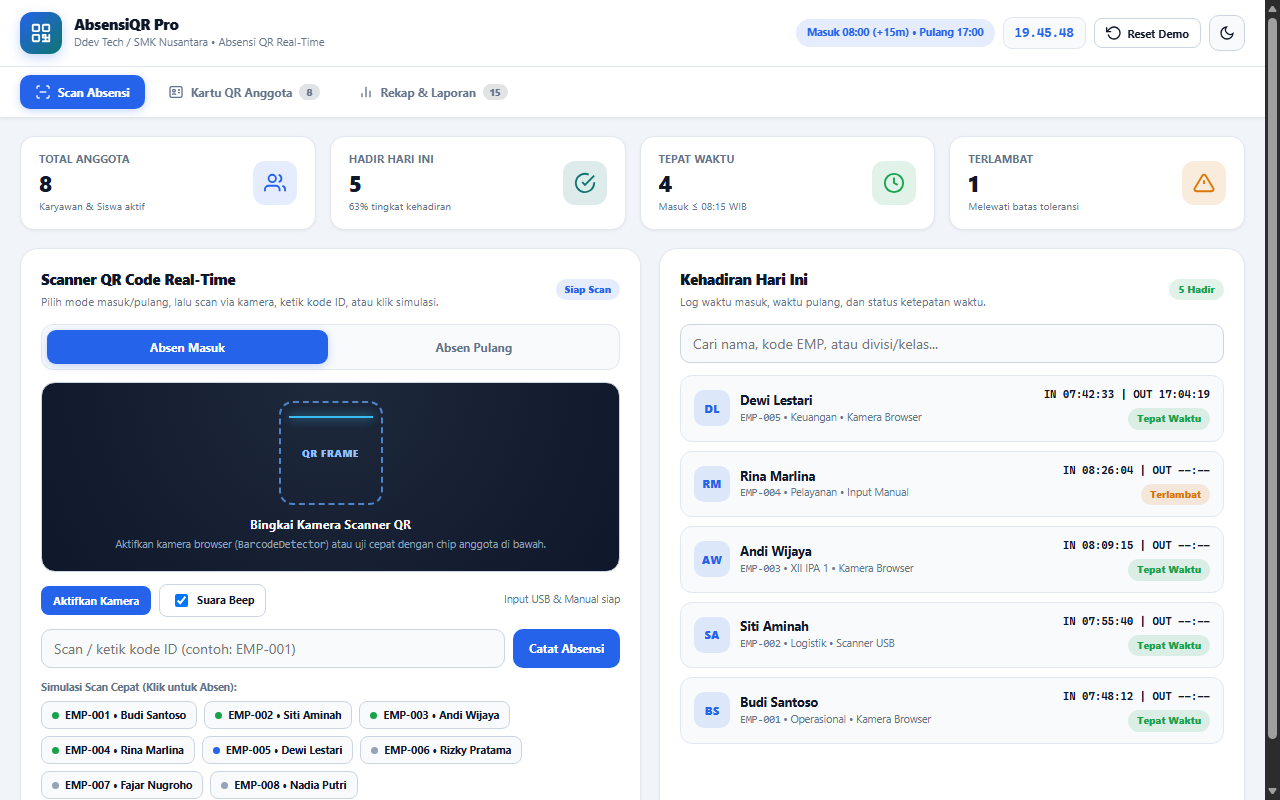 AbsensiQR Pro
Ddev Tech / SMK Nusantara • Absensi QR Real-Time
Masuk 08:00 (+15m) • Pulang 17:00
19.45.48
Reset Demo
Scan Absensi
Kartu QR Anggota 8
Rekap & Laporan 15
TOTAL ANGGOTA
8
Karyawan & Siswa aktif
HADIR HARI INI
5
63% tingkat kehadiran
TEPAT WAKTU
4
Masuk ≤ 08:15 WIB
TERLAMBAT
1
Melewati batas toleransi
Scanner QR Code Real-Time
Pilih mode masuk/pulang, lalu scan via kamera, ketik kode ID, atau klik simulasi.
Siap Scan
Absen Masuk
Absen Pulang
QR FRAME
Bingkai Kamera Scanner QR
Aktifkan kamera browser (BarcodeDetector) atau uji cepat dengan chip anggota di bawah.
Aktifkan Kamera
Suara Beep
Input USB & Manual siap
Scan / ketik kode ID (contoh: EMP-001)
Catat Absensi
Simulasi Scan Cepat (Klik untuk Absen):
EMP-001 • Budi Santoso
EMP-002 • Siti Aminah
EMP-003 • Andi Wijaya
EMP-004 • Rina Marlina
EMP-005 • Dewi Lestari
EMP-006 • Rizky Pratama
EMP-007 • Fajar Nugroho
EMP-008 • Nadia Putri
Kehadiran Hari Ini
Log waktu masuk, waktu pulang, dan status ketepatan waktu.
5 Hadir
Cari nama, kode EMP, atau divisi/kelas...
DL
Dewi Lestari
EMP-005 • Keuangan • Kamera Browser
IN 07:42:33 | OUT 17:04:19
Tepat Waktu
RM
Rina Marlina
EMP-004 • Pelayanan • Input Manual
IN 08:26:04 | OUT --:--
Terlambat
AW
Andi Wijaya
EMP-003 • XII IPA 1 • Kamera Browser
IN 08:09:15 | OUT --:--
Tepat Waktu
SA
Siti Aminah
EMP-002 • Logistik • Scanner USB
IN 07:55:40 | OUT --:--
Tepat Waktu
BS
Budi Santoso
EMP-001 • Operasional • Kamera Browser
IN 07:48:12 | OUT --:--
Tepat Waktu